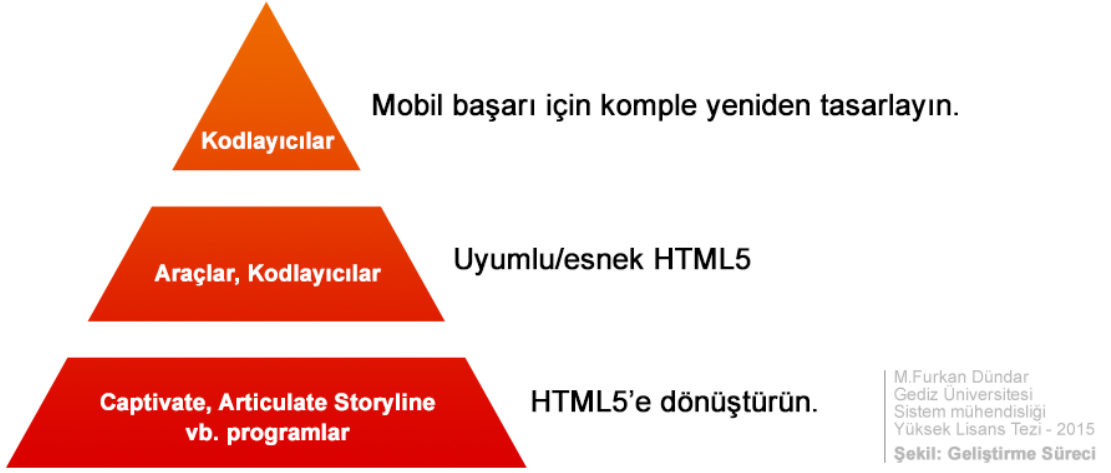 Kodlayıcılar
Mobil başarı için komple yeniden tasarlayın.
Araçlar, Kodlayıcılar
Uyumlu/esnek HTML5
Captivate, Articulate Storyline
vb. programlar
HTML5’e dönüştürün.
M.Furkan Dündar
Gediz Üniversitesi
Sistem mühendisliği
Yüksek Lisans Tezi - 2015
Şekil: Geliştirme Süreci